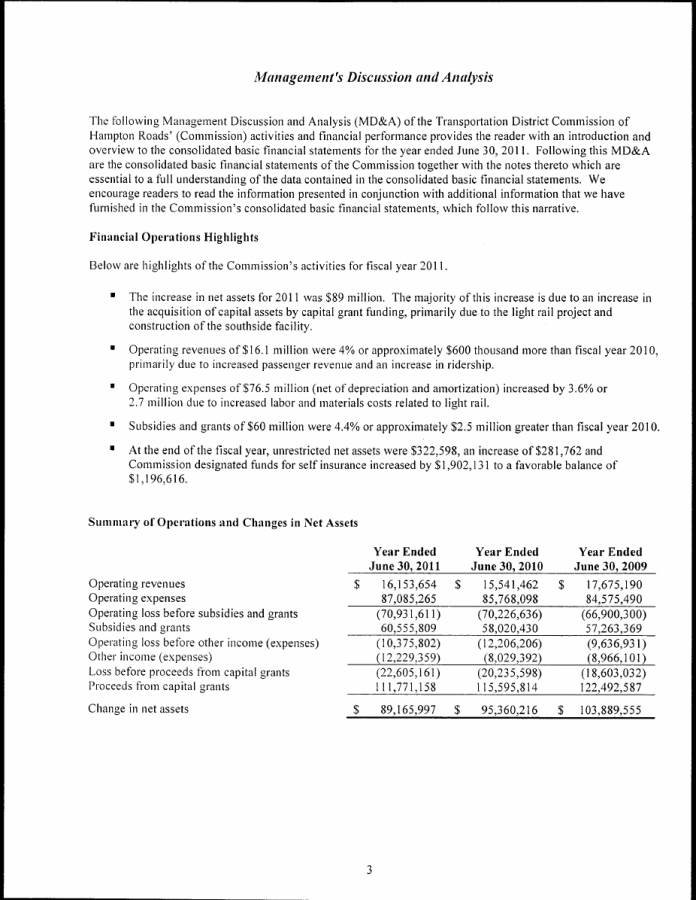 Management's Discussion and Analysis
The following Management Discussion and Analysis (MD&A) of the Transportation District Commission of
Hampton Roads' (Commission) activities and financial performance provides the reader with an introduction and
overview to the consolidated basic financial statements for the year ended June 30, 2011. Following this MD&A
are the consolidated basic financial statements of the Commission together with the notes thereto which are
essential to a full understanding of the data contained in the consolidated basic financial statements. We
encourage readers to read the information presented in conjunction with additional information that we have
furnished in the Commission's consolidated basic financial statements, which follow this narrative.
Financial Operations Highlights
Below are highlights of the Commission's activities for fiscal year 2011.
▪ The increase in net assets for 2011 was $89 million. The majority of this increase is due to an increase in
the acquisition of capital assets by capital grant funding, primarily due to the light rail project and
construction of the southside facility.
▪ Operating revenues of $16.1 million were 4% or approximately $600 thousand more than fiscal year 2010,
primarily due to increased passenger revenue and an increase in ridership.
▪ Operating expenses of $76.5 million (net of depreciation and amortization) increased by 3.6% or
2.7 million due to increased labor and materials costs related to light rail.
▪ Subsidies and grants of $60 million were 4.4% or approximately $2.5 million greater than fiscal year 2010.
▪ At the end of the fiscal year, unrestricted net assets were $322,598, an increase of $281,762 and
Commission designated funds for self insurance increased by $1,902,131 to a favorable balance of
$1,196,616.
Summary of Operations and Changes in Net Assets
Year Ended Year Ended Year Ended
June 30, 2011 June 30, 2010 June 30, 2009
Operating revenues $ 16,153,654 $ 15,541,462 $ 17,675,190
Operating expenses 87,085,265 85,768,098 84,575,490
Operating loss before subsidies and grants (70,931,611) (70,226,636) (66,900,300)
Subsidies and grants 60,555,809 58,020,430 57,263,369
Operating loss before other income (expenses) (10,375,802) (12,206,206) (9,636,931)
Other income (expenses) (12,229,359) (8,029,392) (8,966,101)
Loss before proceeds from capital grants (22,605,161) (20,235,598) (18,603,032)
Proceeds from capital grants 111,771,158 115,595,814 122,492,587
Change in net assets $ 89,165,997 $ 95,360,216 $ 103,889,555
3